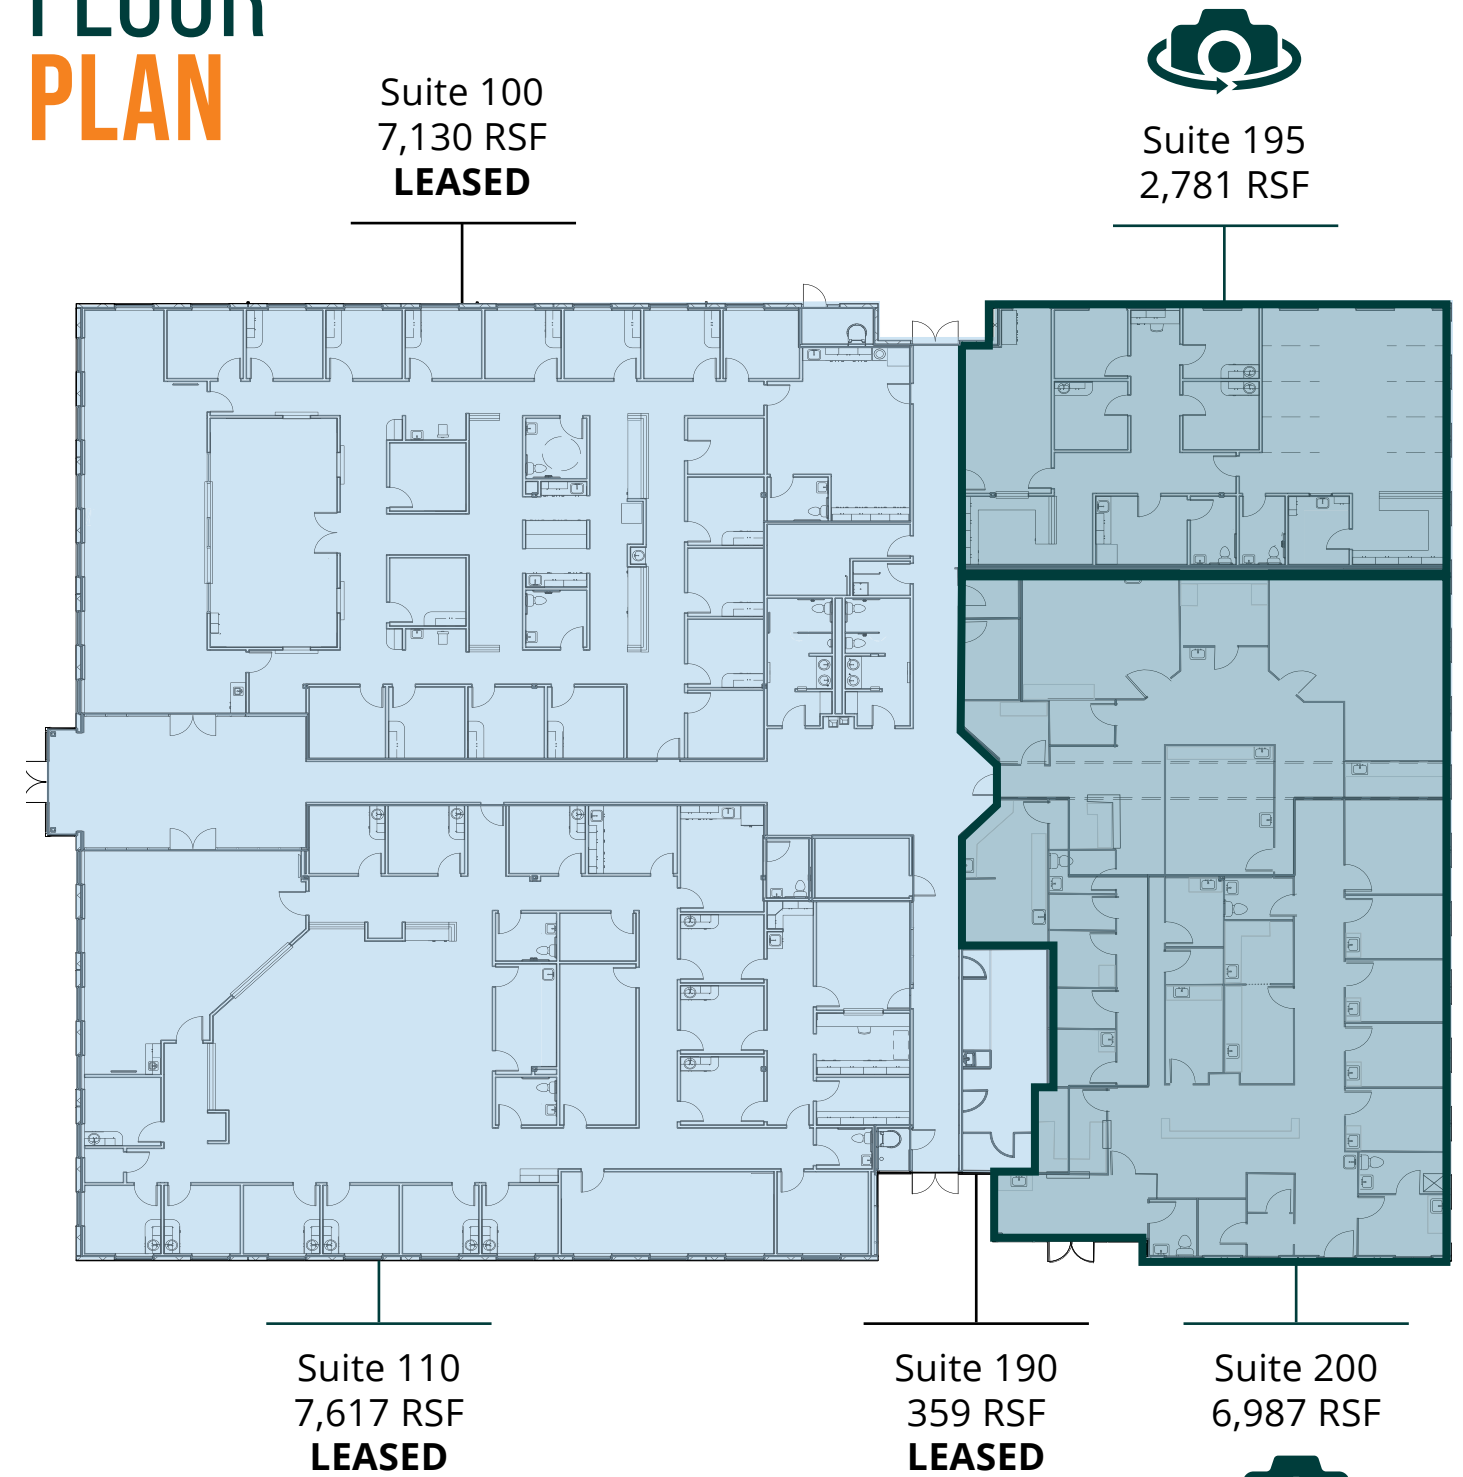 FLOOR
PLAN
Suite 100
7,130 RSF
LEASED
Suite 195
2,781 RSF
Suite 110
7,617 RSF
LEASED
Suite 190
359 RSF
LEASED
Suite 200
6,987 RSF